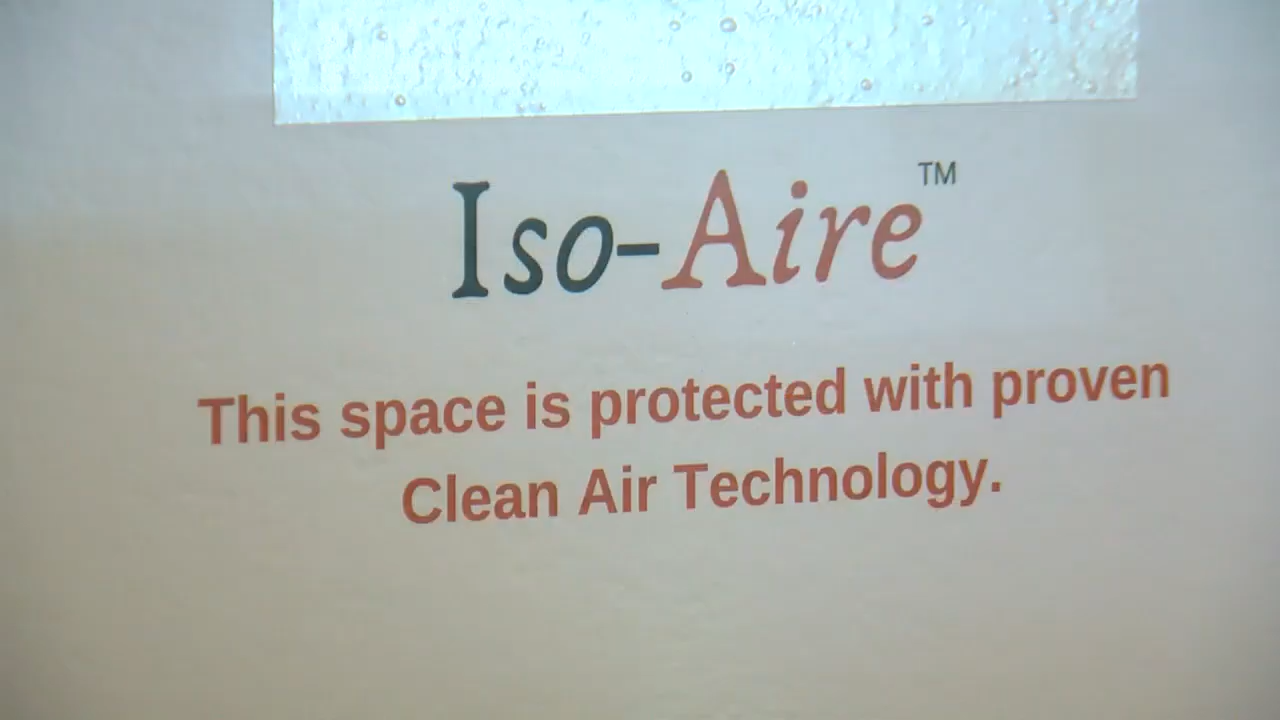 Iso-Aire™
This space is protected with proven
Clean Air Technology.